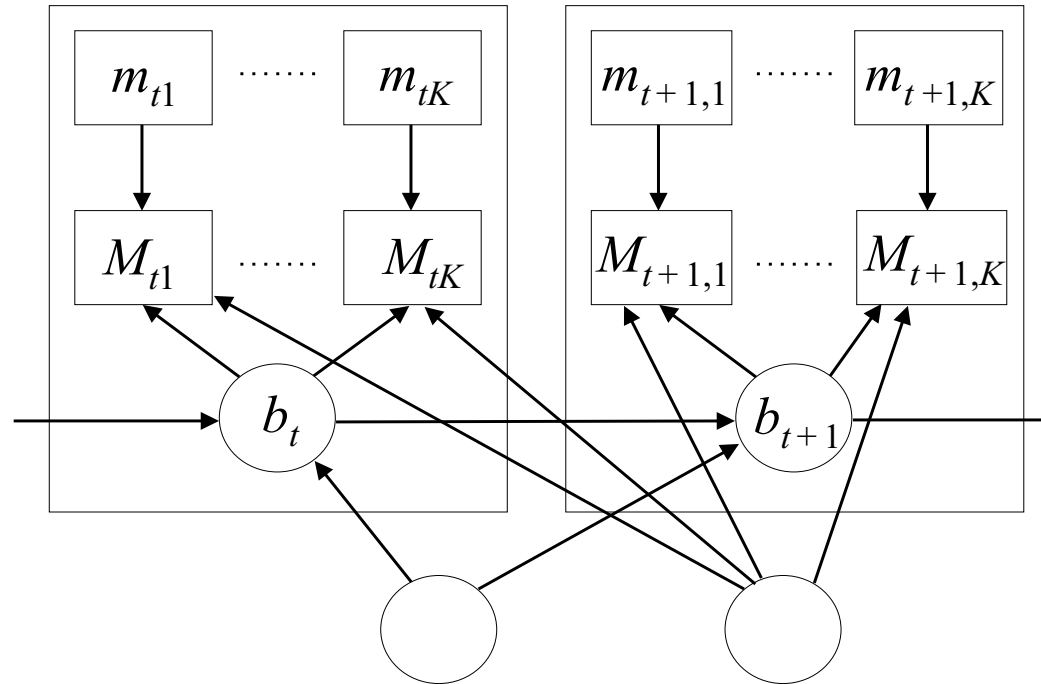 m_{t1} ....... m_{tK} m_{t+1,1} ....... m_{t+1,K}
M_{t1} ....... M_{tK} M_{t+1,1} ....... M_{t+1,K}
b_t b_{t+1}